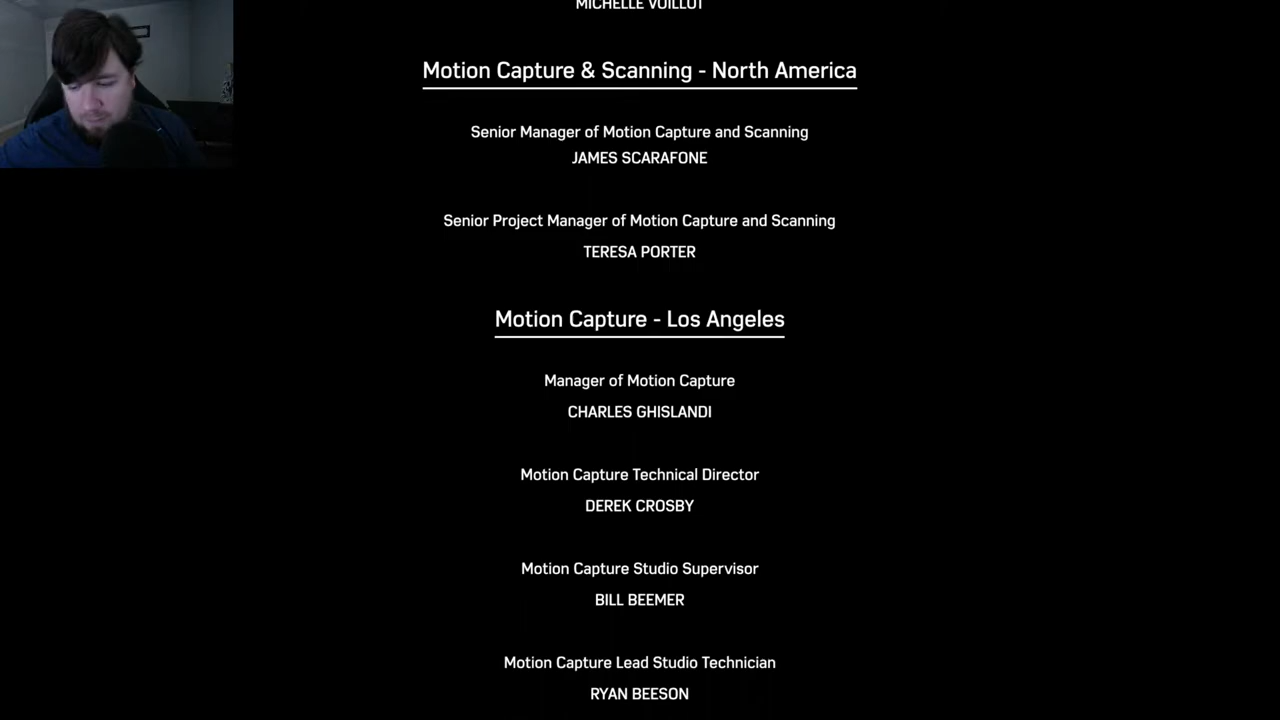 MICHELLE VOILLOT
Motion Capture & Scanning - North America
Senior Manager of Motion Capture and Scanning
JAMES SCARAFONE
Senior Project Manager of Motion Capture and Scanning
TERESA PORTER
Motion Capture - Los Angeles
Manager of Motion Capture
CHARLES GHISLANDI
Motion Capture Technical Director
DEREK CROSBY
Motion Capture Studio Supervisor
BILL BEEMER
Motion Capture Lead Studio Technician
RYAN BEESON